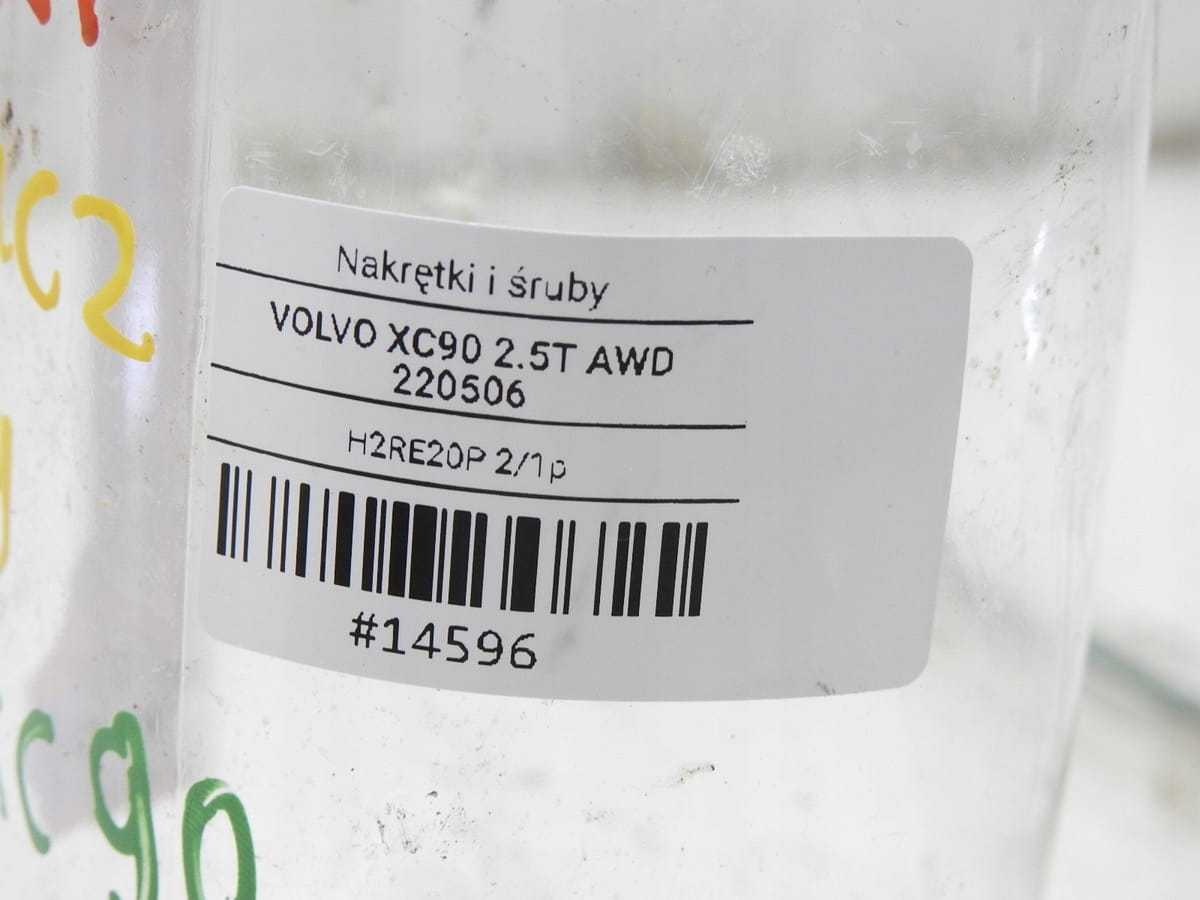 Nakrętki i śruby
VOLVO XC90 2.5T AWD
220506
H2RE20P 2/1p
#14596